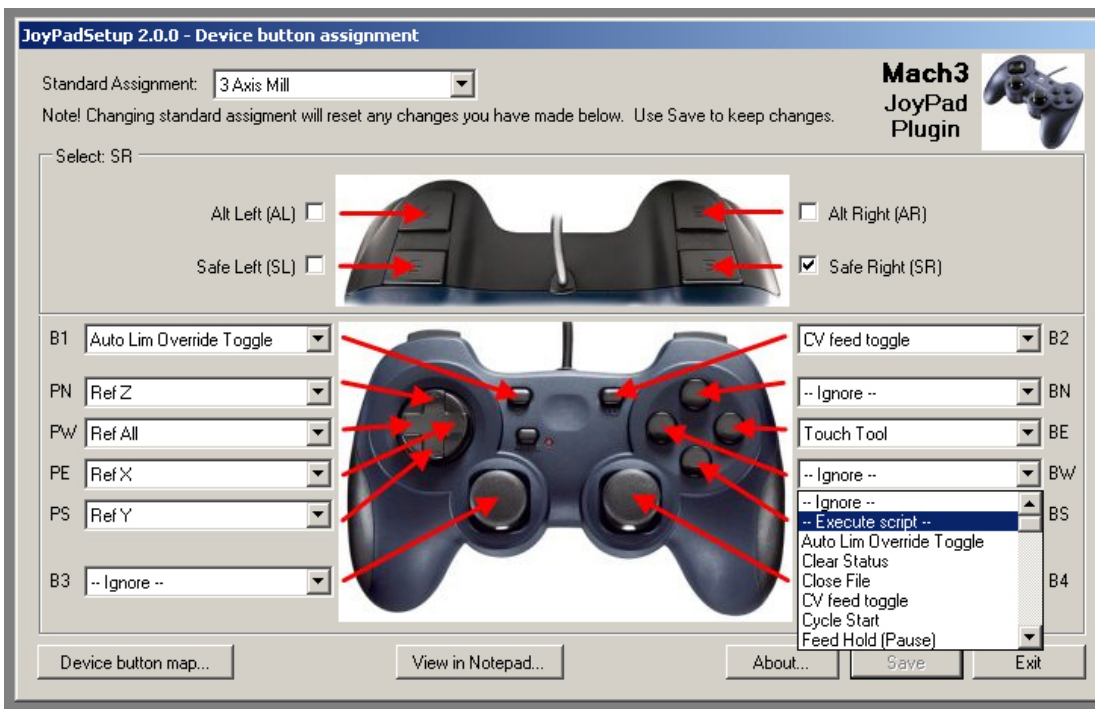 JoyPadSetup 2.0.0 - Device button assignment
Standard Assignment: 3 Axis Mill
Note! Changing standard assigment will reset any changes you have made below. Use Save to keep changes.
Mach3
JoyPad
Plugin
Select: SR
Alt Left (AL)
Alt Right (AR)
Safe Left (SL)
Safe Right (SR)
B1 Auto Lim Override Toggle
CV feed toggle B2
PN Ref Z
-- Ignore -- BN
PW Ref All
Touch Tool BE
PE Ref X
-- Ignore -- BW
PS Ref Y
BS
B3 -- Ignore --
B4
-- Ignore --
-- Execute script --
Auto Lim Override Toggle
Clear Status
Close File
CV feed toggle
Cycle Start
Feed Hold (Pause)
Device button map...
View in Notepad...
About...
Save
Exit